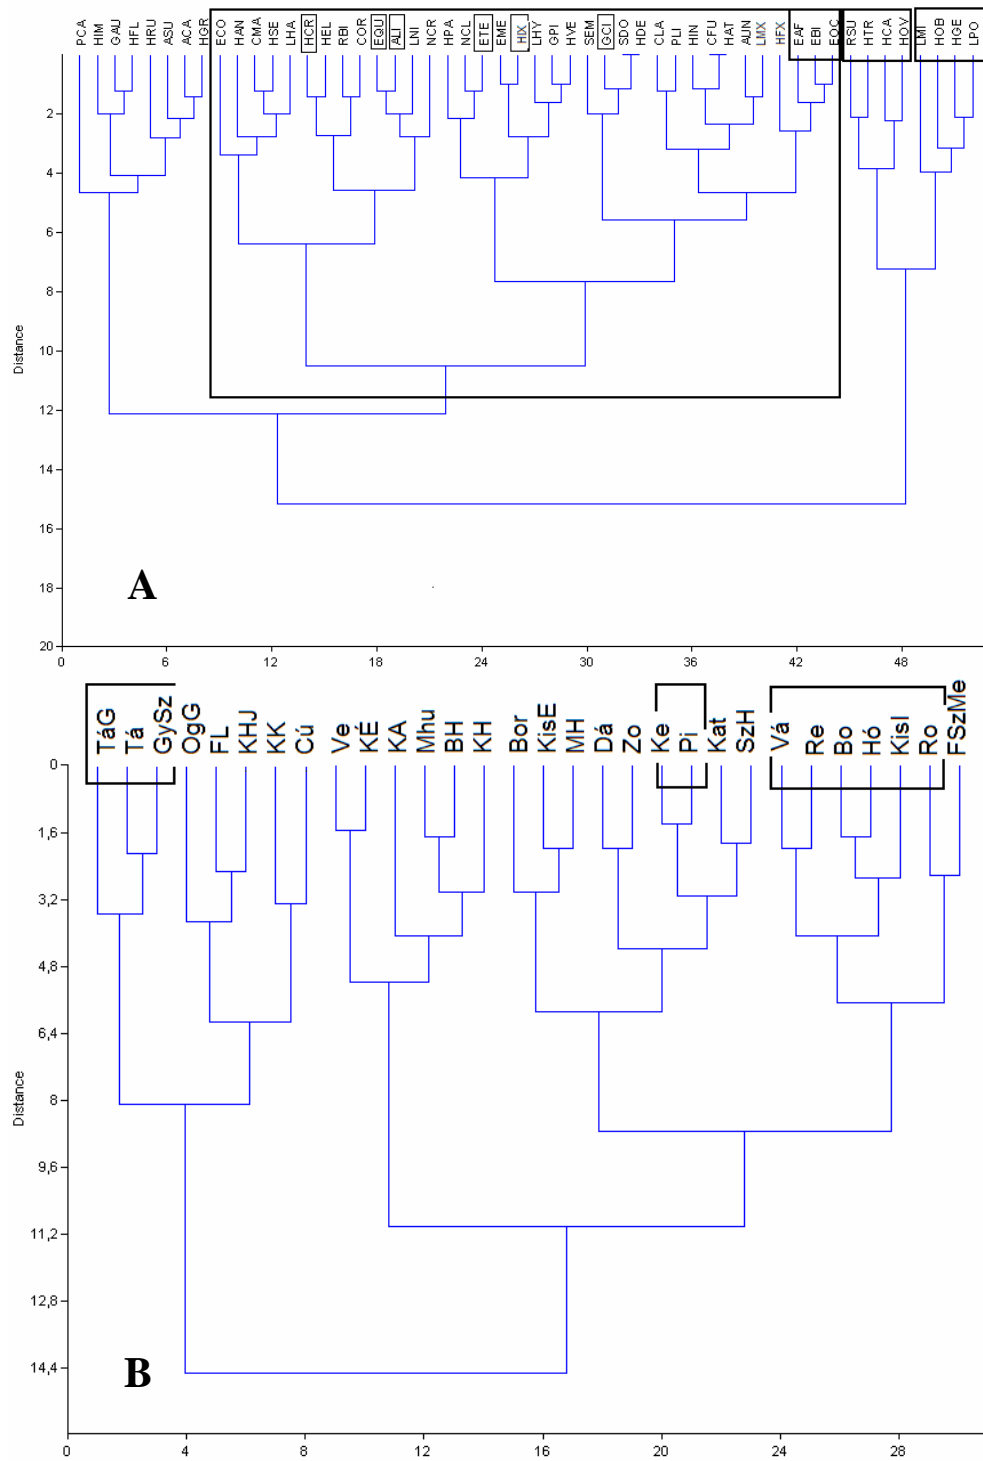 PCA HIM GAU HFL HRU ASU ACA HGR ECO HAN CMA HSE LHA HCR HEL RBI COR EQU ALI LNI NCR HPA NCL ETE EME HIX LHY GPI HVE SEM GCI SDO HDE CLA PLI HIN CFU HAT AUN LMX HFX EAF EBI EOC RSU HTR HCA HOV LMI HOB HGE LPO
2
4
6
8
10
12
14
16
18
20
Distance
A
0 6 12 18 24 30 36 42 48
TáG Tá GySz OgG FL KHJ KK Cú Ve KÉ KA Mhu BH KH Bor KisE MH Dá Zo Ke Pi Kat SzH Vá Re Bo Hó KisI Ro FSzMe
0
1,6
3,2
4,8
6,4
8
9,6
11,2
12,8
14,4
Distance
B
0 4 8 12 16 20 24 28